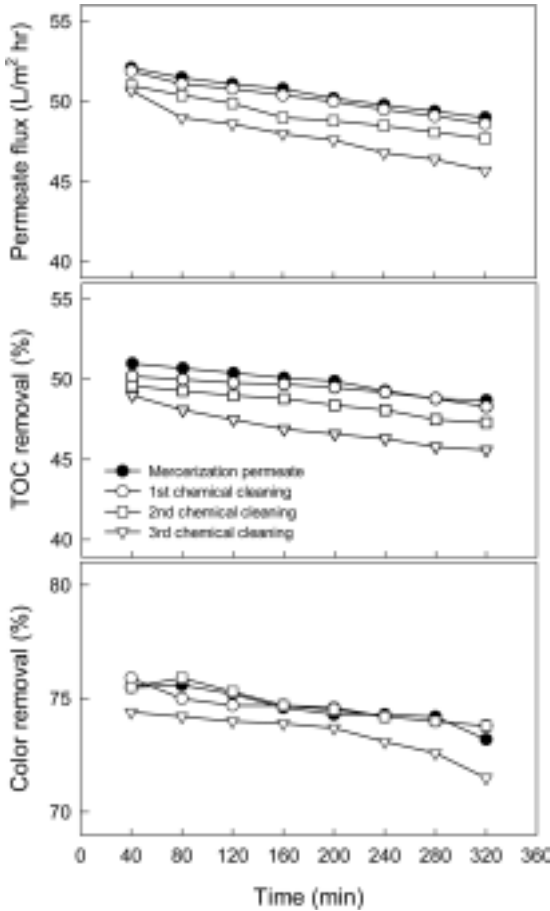 55
50
45
40
Permeate flux (L/m² hr)
55
50
45
40
TOC removal (%)
Mercerization permeate
1st chemical cleaning
2nd chemical cleaning
3rd chemical cleaning
80
75
70
Color removal (%)
0 40 80 120 160 200 240 280 320 360
Time (min)